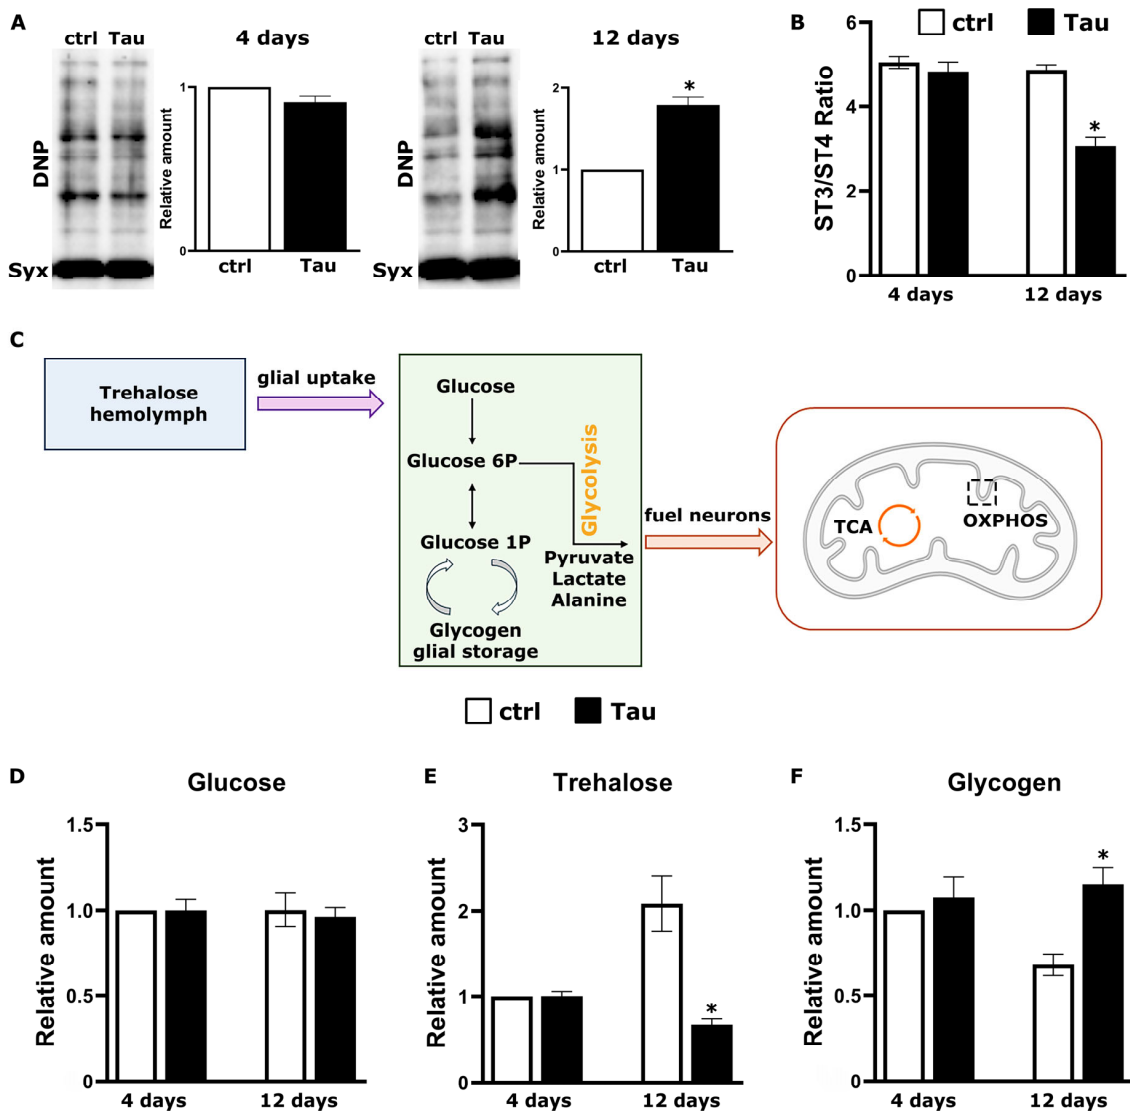 A
ctrl Tau
4 days
DNP
Syx
Relative amount
1
0
ctrl Tau
ctrl Tau
12 days
DNP
Syx
Relative amount
2
1
0
*
ctrl Tau
B
ctrl Tau
ST3/ST4 Ratio
6
4
2
0
*
4 days 12 days
C
Trehalose
hemolymph
glial uptake
Glucose
Glucose 6P
Glycolysis
Glucose 1P
Pyruvate
Lactate
Alanine
Glycogen
glial storage
fuel neurons
TCA
OXPHOS
ctrl Tau
D
Glucose
Relative amount
1.5
1.0
0.5
0
4 days 12 days
E
Trehalose
Relative amount
3
2
1
0
*
4 days 12 days
F
Glycogen
Relative amount
1.5
1.0
0.5
0
*
4 days 12 days